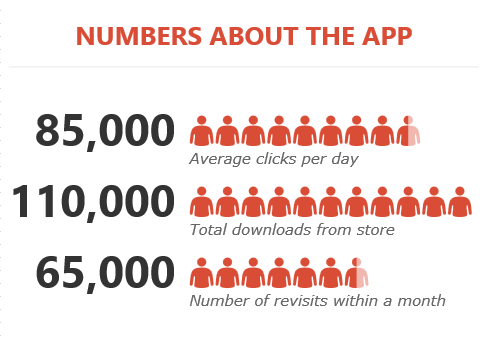 NUMBERS ABOUT THE APP
85,000
Average clicks per day
110,000
Total downloads from store
65,000
Number of revisits within a month